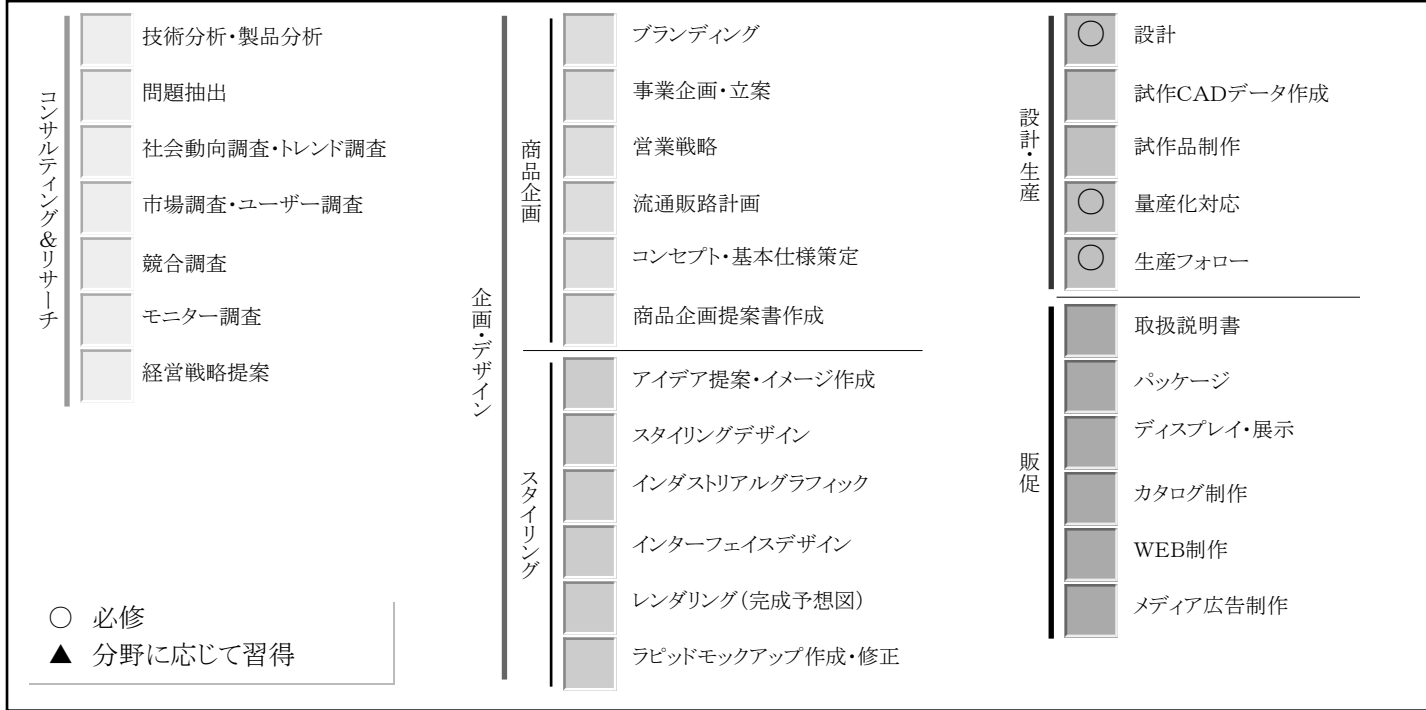 コンサルティング&リサーチ
技術分析・製品分析
問題抽出
社会動向調査・トレンド調査
市場調査・ユーザー調査
競合調査
モニター調査
経営戦略提案
企画・デザイン
商品企画
ブランディング
事業企画・立案
営業戦略
流通販路計画
コンセプト・基本仕様策定
商品企画提案書作成
スタイリング
アイデア提案・イメージ作成
スタイリングデザイン
インダストリアルグラフィック
インターフェイスデザイン
レンダリング(完成予想図)
ラピッドモックアップ作成・修正
設計・生産
○ 設計
試作CADデータ作成
試作品制作
○ 量産化対応
○ 生産フォロー
販促
取扱説明書
パッケージ
ディスプレイ・展示
カタログ制作
WEB制作
メディア広告制作
○ 必修
▲ 分野に応じて習得